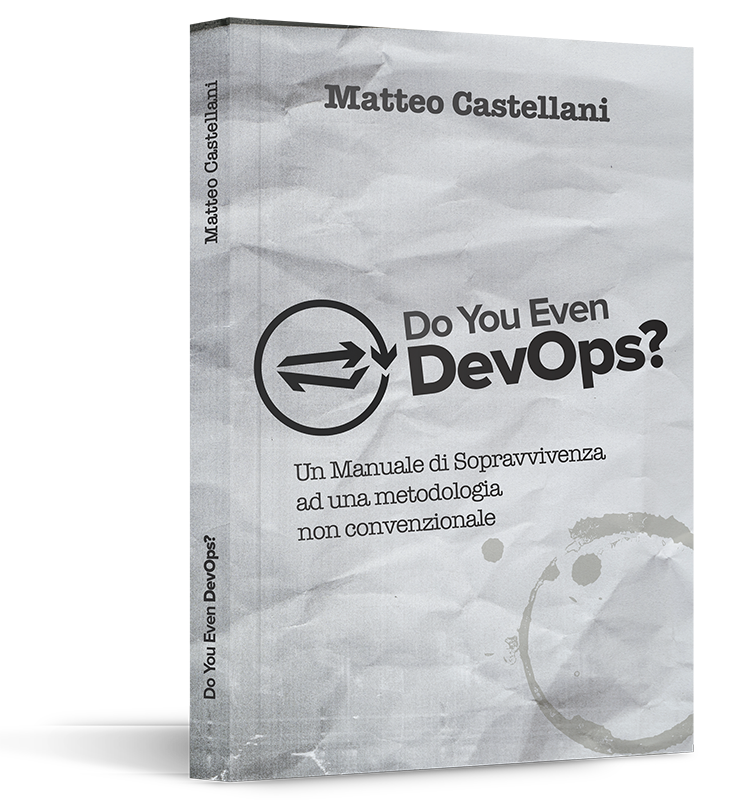 Matteo Castellani
Do You Even
DevOps?
Un Manuale di Sopravvivenza
ad una metodologia
non convenzionale
Matteo Castellani
Do You Even DevOps?